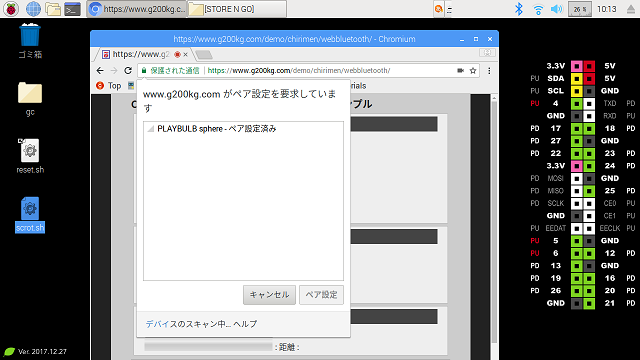 https://www.g200kg....
[STORE N GO]
26 %
10:13
ゴミ箱
gc
reset.sh
scrot.sh
Ver. 2017.12.27
https://www.g200kg.com/demo/chirimen/webbluetooth/ - Chromium
https://www.g200
保護された通信
https://www.g200kg.com/demo/chirimen/webbluetooth/
Top
ials
www.g200kg.com がペア設定を要求しています
PLAYBULB sphere - ペア設定済み
キャンセル
ペア設定
デバイスのスキャン中... ヘルプ
ンプル
: 距離 :
3.3V 5V
PU SDA 5V
PU SCL GND
PU 4 TXD PD
GND RXD PU
PD 17 18 PD
PD 27 GND
PD 22 23 PD
3.3V 24 PD
PD MOSI GND
PD MISO 25 PD
PD SCLK CE0 PU
GND CE1 PU
PU EEDAT EECLK PU
PU 5 GND
PU 6 12 PD
PD 13 GND
PD 19 16 PD
PD 26 20 PD
GND 21 PD